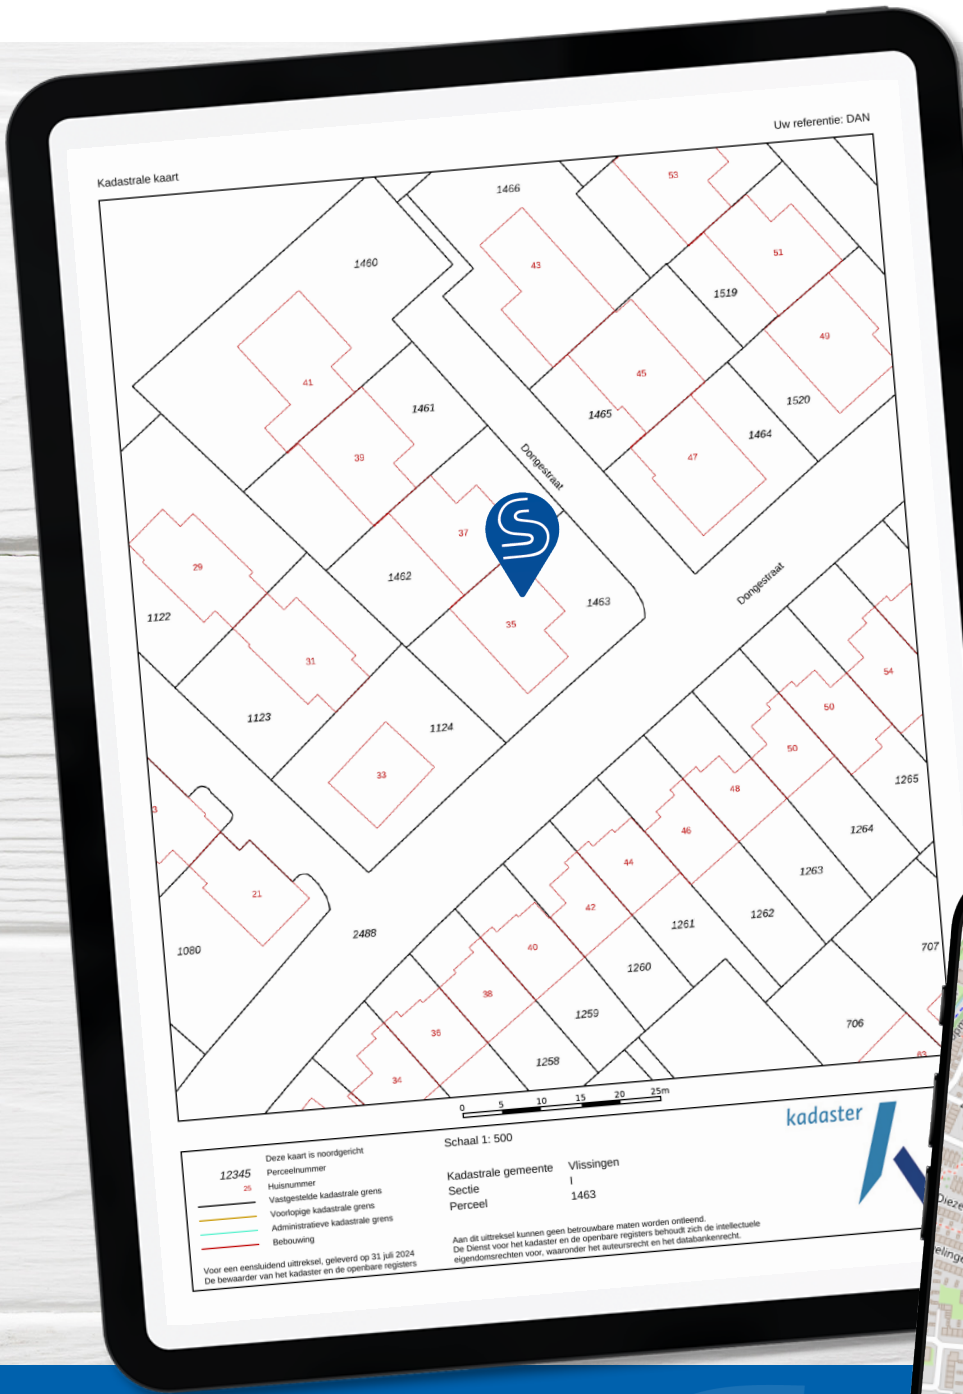 Uw referentie: DAN
Kadastrale kaart
53
1466
51
43
1460
1519
49
45
41
1520
1461
1465
1464
39
47
Dongestraat
37
29
1462
Dongestraat
1463
1122
35
31
54
50
1123
1124
50
33
1265
48
3
46
1264
44
1263
21
42
1262
1261
2488
40
707
1080
1260
38
1259
706
36
1258
63
34
0 5 10 15 20 25m
Schaal 1: 500
kadaster
Deze kaart is noordgericht
12345 Perceelnummer
25 Huisnummer
Vastgestelde kadastrale grens
Voorlopige kadastrale grens
Administratieve kadastrale grens
Bebouwing
Kadastrale gemeente Vlissingen
Sectie I
Perceel 1463
Voor een eensluidend uittreksel, geleverd op 31 juli 2024
De bewaarder van het kadaster en de openbare registers
Aan dit uittreksel kunnen geen betrouwbare maten worden ontleend.
De Dienst voor het kadaster en de openbare registers behoudt zich de intellectuele
eigendomsrechten voor, waaronder het auteursrecht en het databankenrecht.